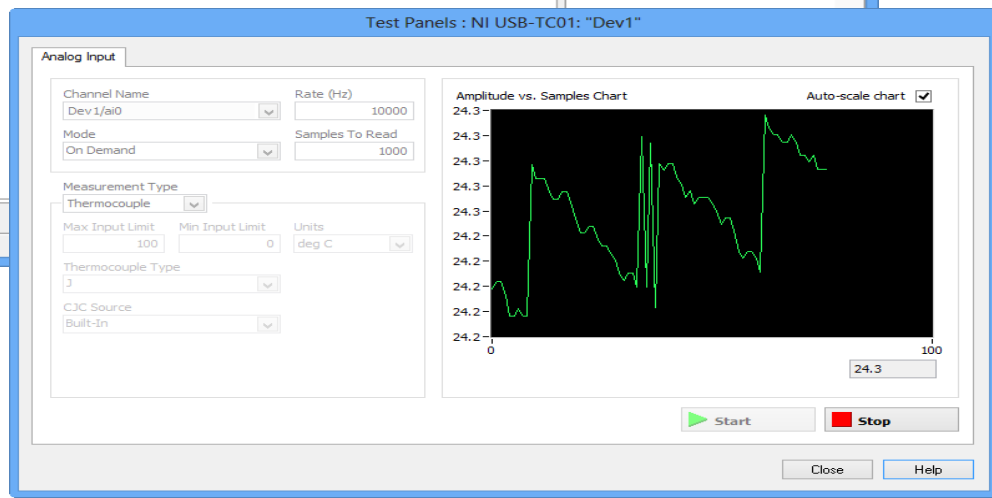 Test Panels : NI USB-TC01: "Dev1"
Analog Input
Channel Name
Rate (Hz)
Dev1/ai0
10000
Mode
Samples To Read
On Demand
1000
Measurement Type
Thermocouple
Max Input Limit
Min Input Limit
Units
100
0
deg C
Thermocouple Type
J
CJC Source
Built-In
Amplitude vs. Samples Chart
Auto-scale chart
24.3
24.3
24.3
24.3
24.3
24.2
24.2
24.2
24.2
24.2
0
100
24.3
Start
Stop
Close
Help